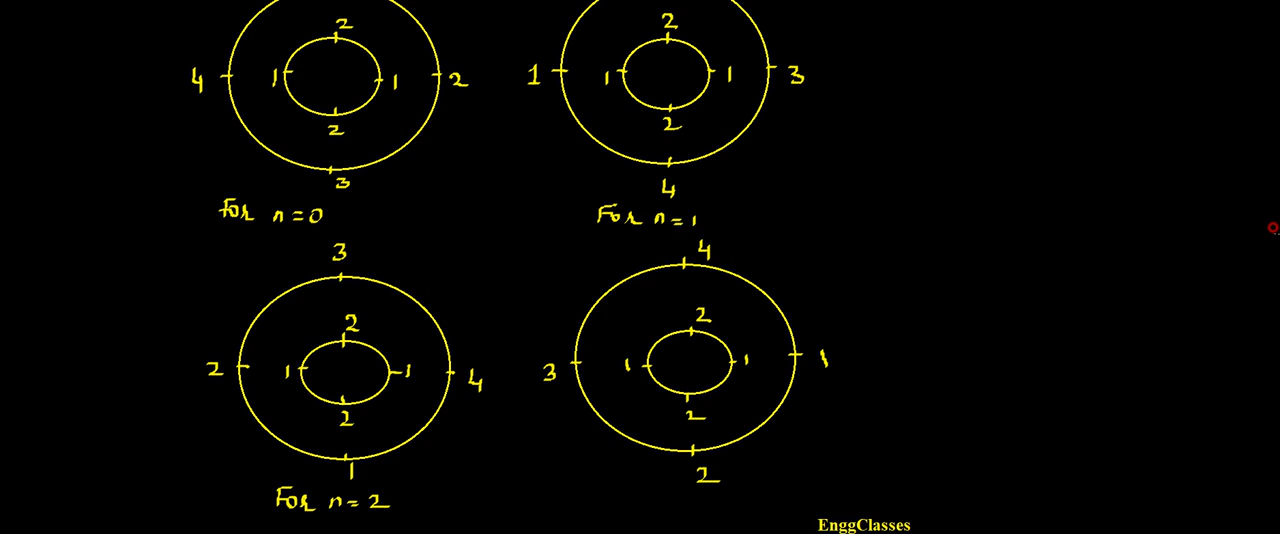 2 2
4 1 1 2 1 1 1 3
2 2
3 4
For n=0 For n=1
3 4
2 2
2 1 1 4 3 1 1 1
2 2
1 2
For n=2
EnggClasses